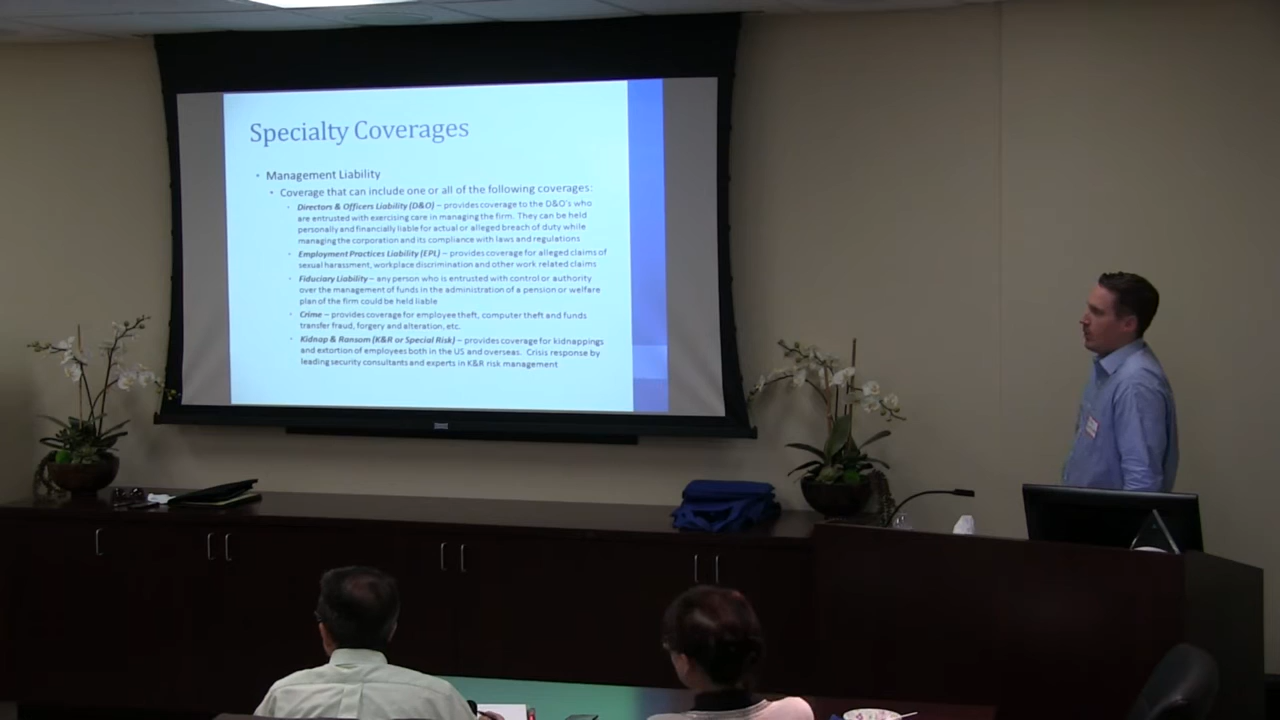 Specialty Coverages
• Management Liability
• Coverage that can include one or all of the following coverages:
• Directors & Officers Liability (D&O) – provides coverage to the D&O's who
are entrusted with exercising care in managing the firm. They can be held
personally and financially liable for actual or alleged breach of duty while
managing the corporation and its compliance with laws and regulations
• Employment Practices Liability (EPL) – provides coverage for alleged claims of
sexual harassment, workplace discrimination and other work related claims
• Fiduciary Liability – any person who is entrusted with control or authority
over the management of funds in the administration of a pension or welfare
plan of the firm could be held liable
• Crime – provides coverage for employee theft, computer theft and funds
transfer fraud, forgery and alteration, etc.
• Kidnap & Ransom (K&R or Special Risk) – provides coverage for kidnappings
and extortion of employees both in the US and overseas. Crisis response by
leading security consultants and experts in K&R risk management